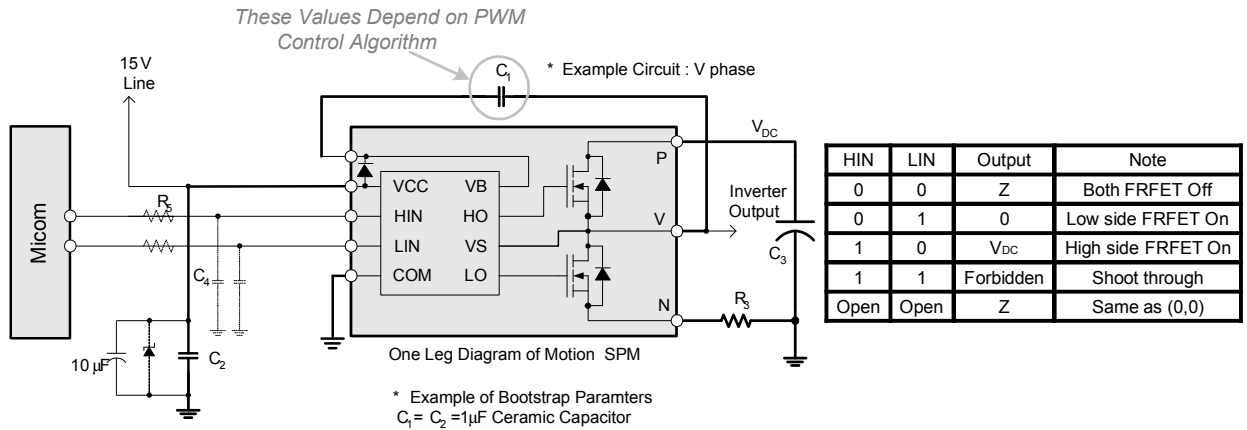 These Values Depend on PWM
Control Algorithm
15 V
Line
C1
* Example Circuit : V phase
Micom
R5
C4
10 µF
C2
VCC
HIN
LIN
COM
VB
HO
VS
LO
P
V
N
VDC
Inverter
Output
C3
R3
One Leg Diagram of Motion SPM
* Example of Bootstrap Paramters
C1= C2 =1µF Ceramic Capacitor
HIN LIN Output Note
0 0 Z Both FRFET Off
0 1 0 Low side FRFET On
1 0 VDC High side FRFET On
1 1 Forbidden Shoot through
Open Open Z Same as (0,0)